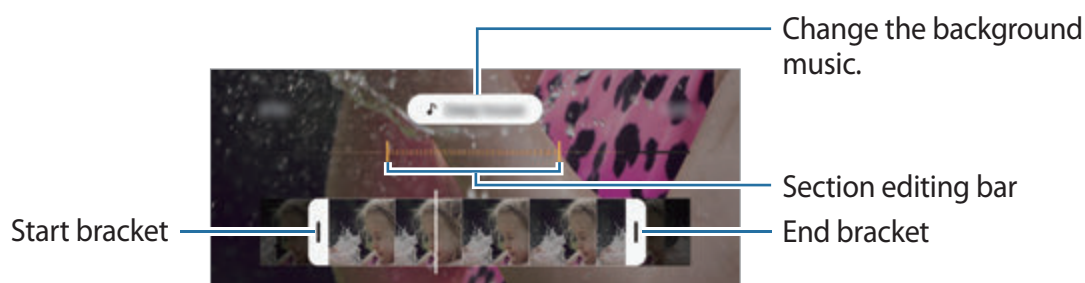 Change the background
music.
Section editing bar
Start bracket
End bracket